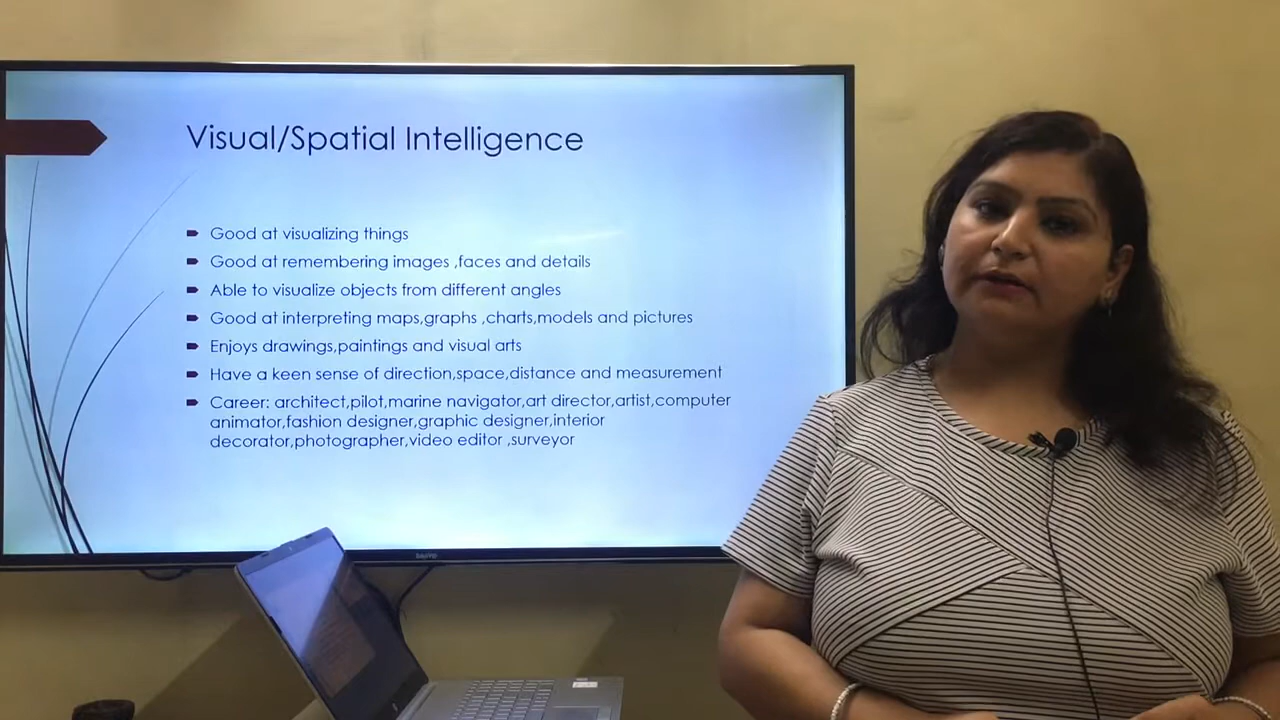 Visual/Spatial Intelligence
Good at visualizing things
Good at remembering images ,faces and details
Able to visualize objects from different angles
Good at interpreting maps,graphs ,charts,models and pictures
Enjoys drawings,paintings and visual arts
Have a keen sense of direction,space,distance and measurement
Career: architect,pilot,marine navigator,art director,artist,computer
animator,fashion designer,graphic designer,interior
decorator,photographer,video editor ,surveyor